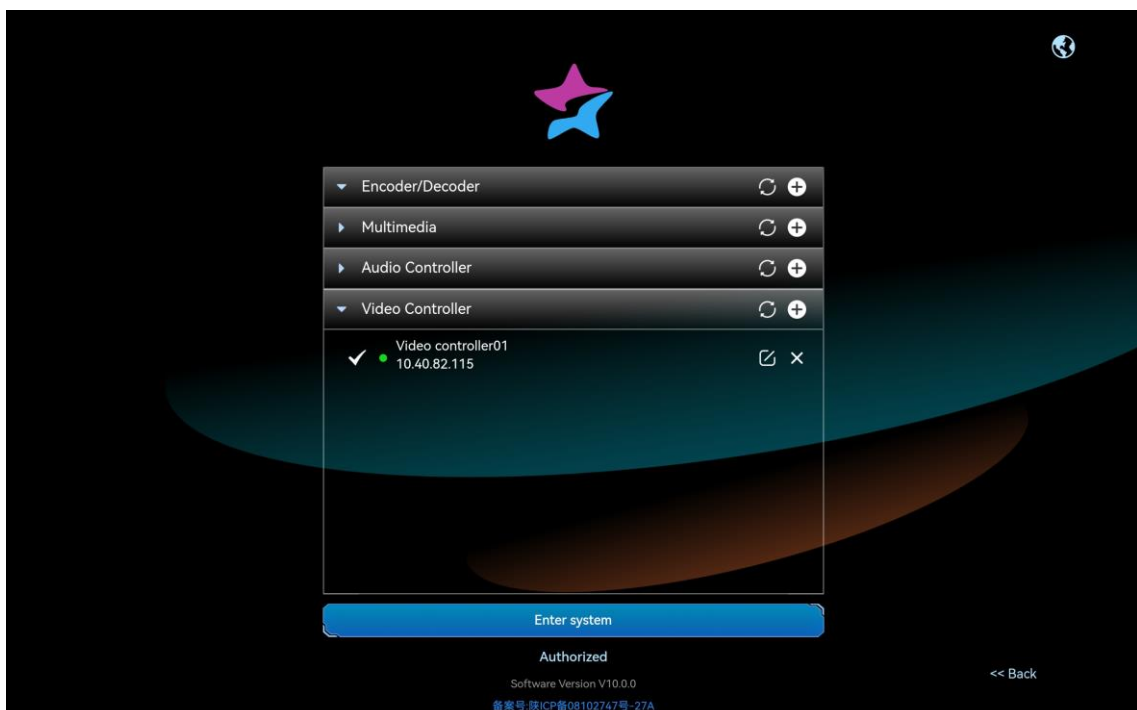 Encoder/Decoder
Multimedia
Audio Controller
Video Controller
Video controller01
10.40.82.115
Enter system
Authorized
Software Version V10.0.0
<< Back
备案号:陕ICP备08102747号-27A